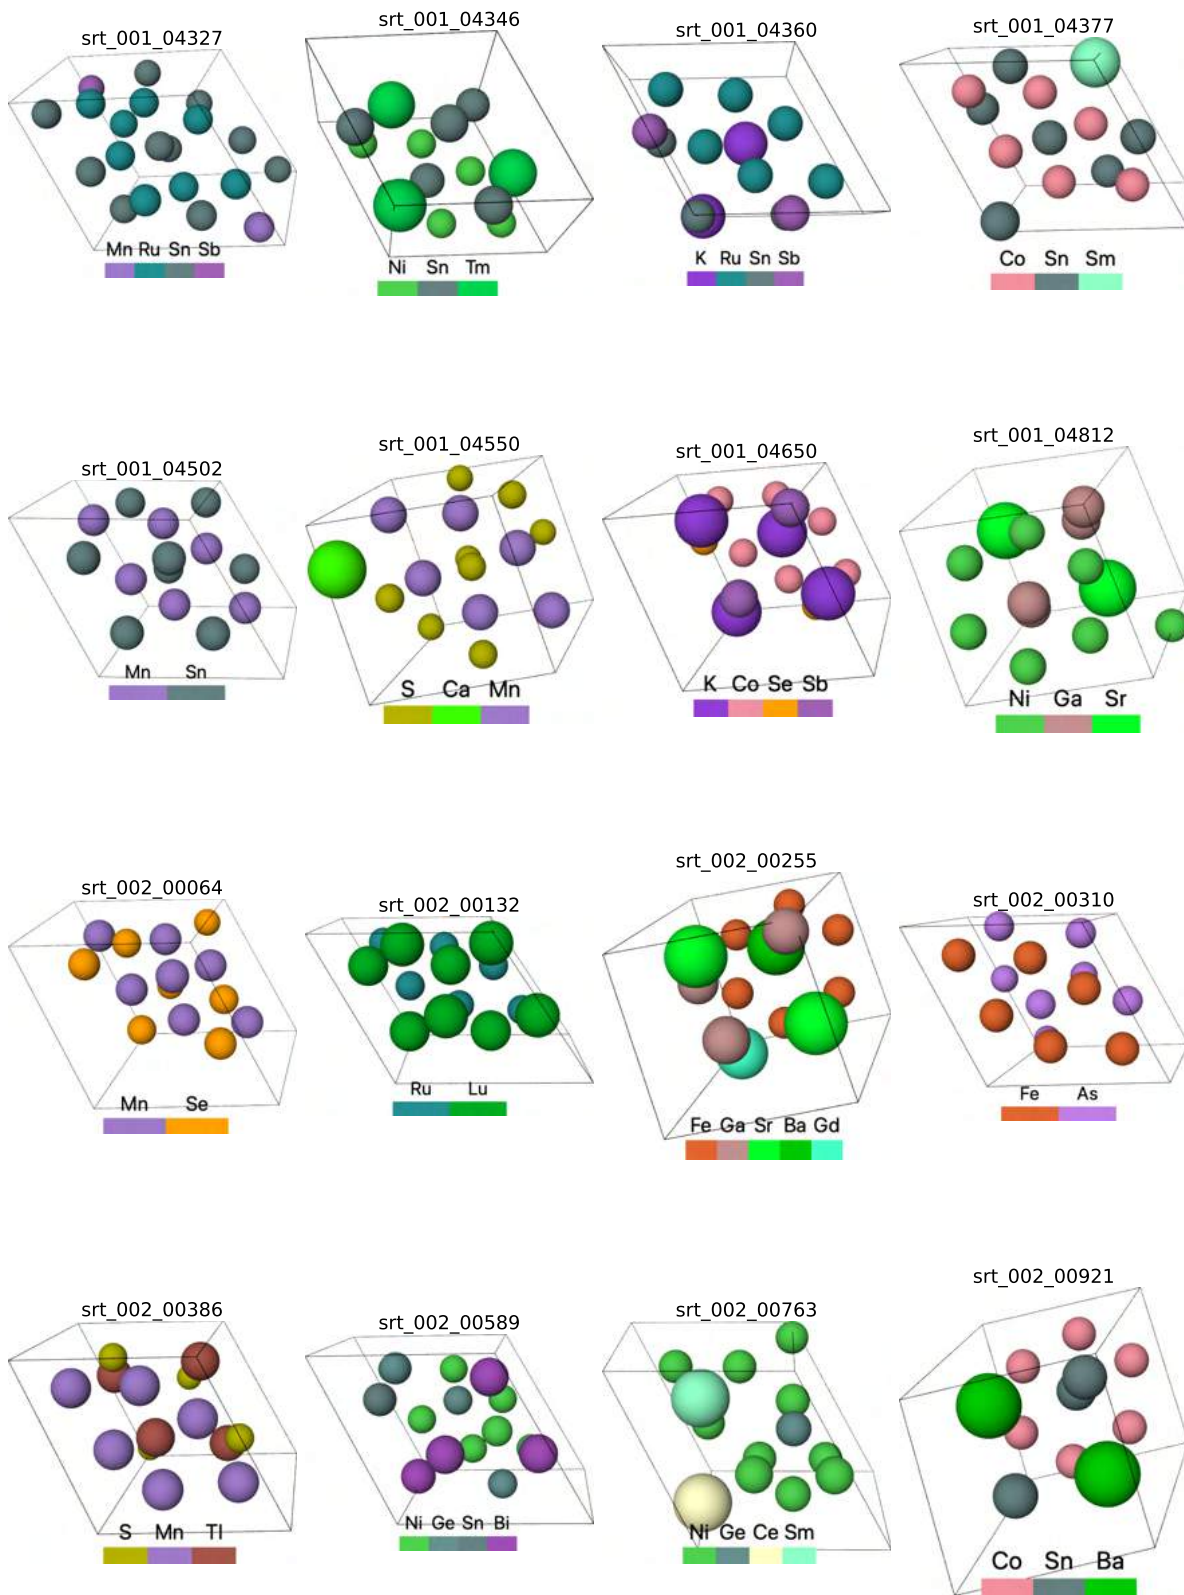 srt_001_04327
Mn Ru Sn Sb
srt_001_04346
Ni Sn Tm
srt_001_04360
K Ru Sn Sb
srt_001_04377
Co Sn Sm
srt_001_04502
Mn Sn
srt_001_04550
S Ca Mn
srt_001_04650
K Co Se Sb
srt_001_04812
Ni Ga Sr
srt_002_00064
Mn Se
srt_002_00132
Ru Lu
srt_002_00255
Fe Ga Sr Ba Gd
srt_002_00310
Fe As
srt_002_00386
S Mn Tl
srt_002_00589
Ni Ge Sn Bi
srt_002_00763
Ni Ge Ce Sm
srt_002_00921
Co Sn Ba